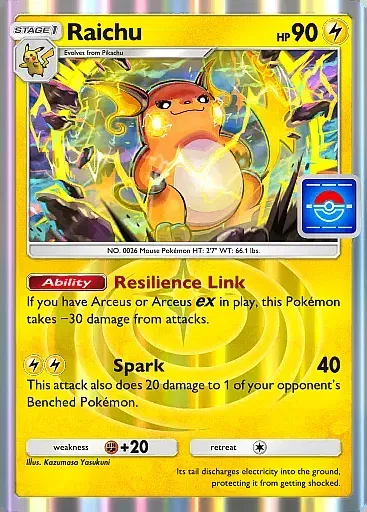 STAGE 1
Raichu
HP 90
Evolves from Pikachu
NO. 0026 Mouse Pokémon HT: 2'7" WT: 66.1 lbs.
Ability Resilience Link
If you have Arceus or Arceus ex in play, this Pokémon
takes −30 damage from attacks.
Spark 40
This attack also does 20 damage to 1 of your opponent's
Benched Pokémon.
weakness +20 retreat
Illus. Kazumasa Yasukuni
Its tail discharges electricity into the ground,
protecting it from getting shocked.